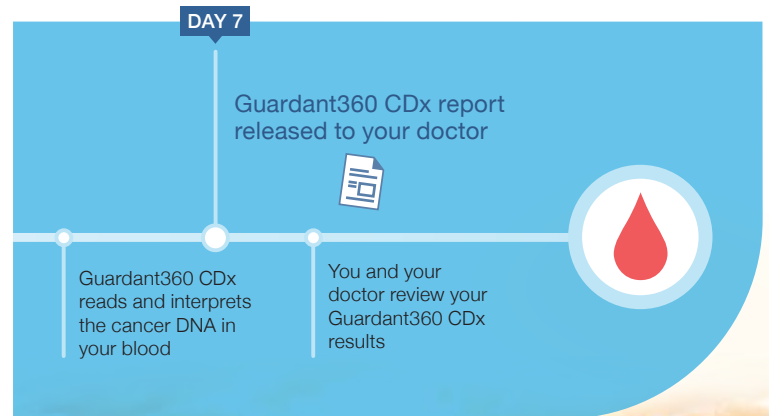 DAY 7
Guardant360 CDx report
released to your doctor
Guardant360 CDx
reads and interprets
the cancer DNA in
your blood
You and your
doctor review your
Guardant360 CDx
results